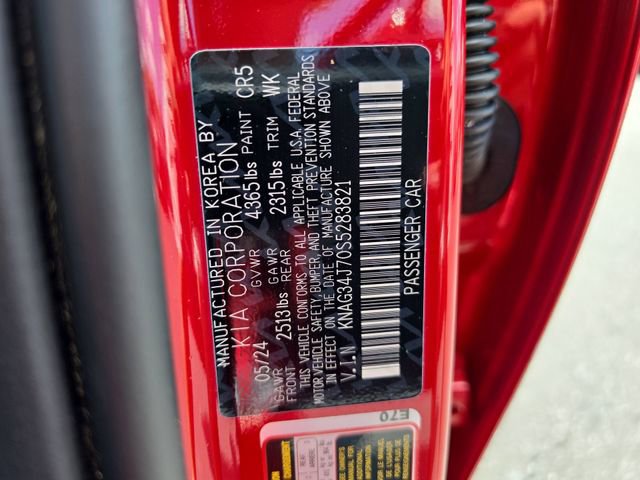 MANUFACTURED IN KOREA BY
KIA CORPORATION
05/24 GVWR 4365lbs PAINT CR5
GAWR FRONT 2513lbs GAWR REAR 2315lbs TRIM WK
THIS VEHICLE CONFORMS TO ALL APPLICABLE U.S.A. FEDERAL
MOTOR VEHICLE SAFETY, BUMPER, AND THEFT PREVENTION STANDARDS
IN EFFECT ON THE DATE OF MANUFACTURE SHOWN ABOVE
V.I.N KNAG34J70S5283821
PASSENGER CAR
E70